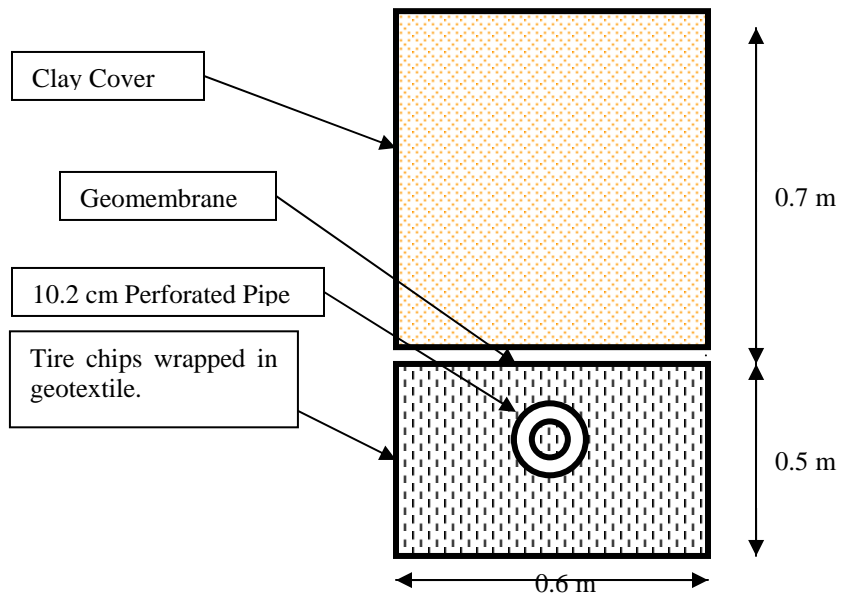 Clay Cover
Geomembrane
10.2 cm Perforated Pipe
Tire chips wrapped in
geotextile.
0.7 m
0.5 m
0.6 m